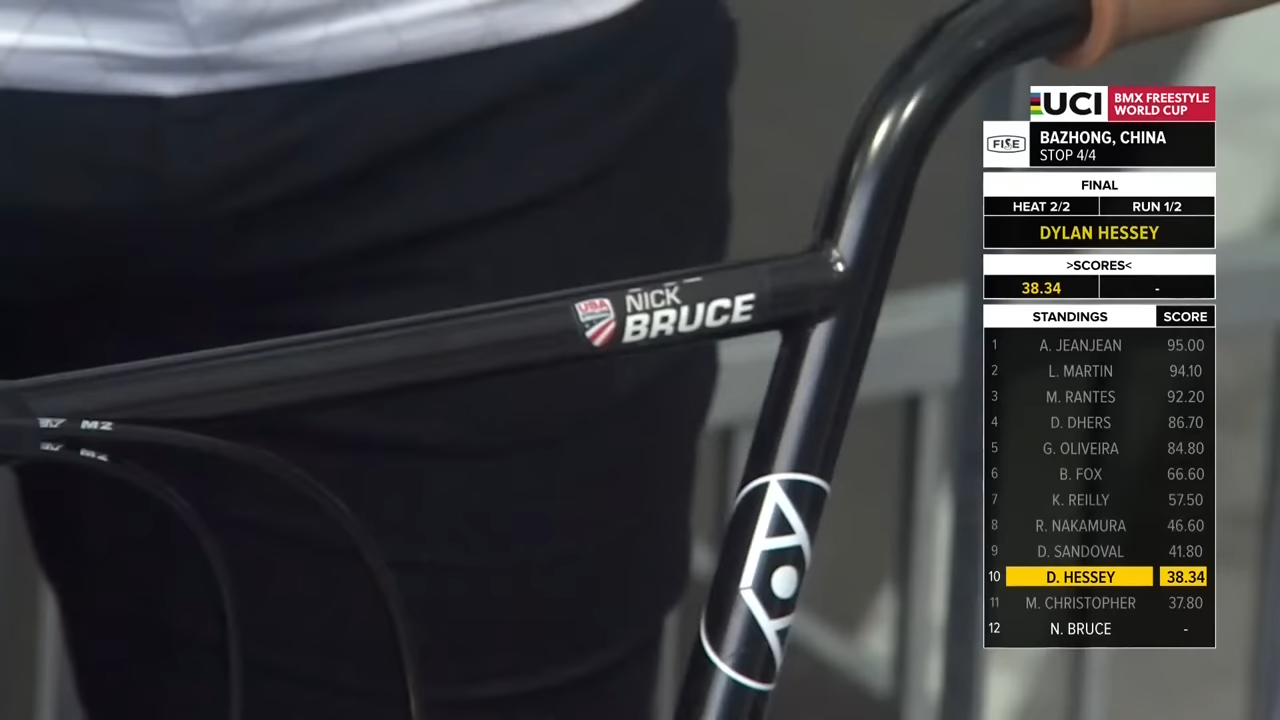 UCI
BMX FREESTYLE
WORLD CUP
FISE
BAZHONG, CHINA
STOP 4/4
FINAL
HEAT 2/2 RUN 1/2
DYLAN HESSEY
>SCORES<
38.34 -
STANDINGS SCORE
1 A. JEANJEAN 95.00
2 L. MARTIN 94.10
3 M. RANTES 92.20
4 D. DHERS 86.70
5 G. OLIVEIRA 84.80
6 B. FOX 66.60
7 K. REILLY 57.50
8 R. NAKAMURA 46.60
9 D. SANDOVAL 41.80
10 D. HESSEY 38.34
11 M. CHRISTOPHER 37.80
12 N. BRUCE -
USA
NICK
BRUCE
M2